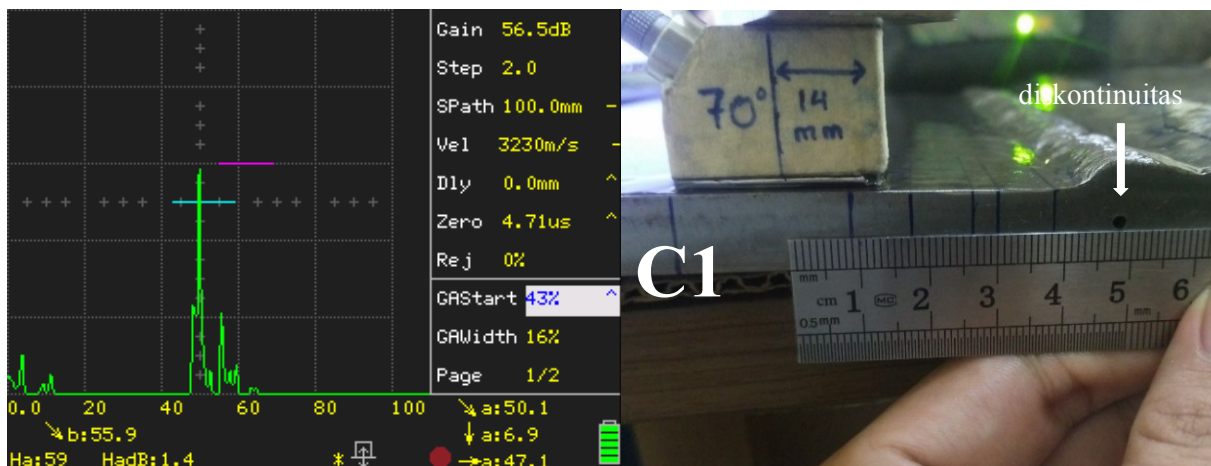 Gain 56.5dB
Step 2.0
SPath 100.0mm
Vel 3230m/s
Dly 0.0mm
Zero 4.71us
Rej 0%
GAStart 43%
GAWidth 16%
Page 1/2
0.0 20 40 60 80 100
b:55.9
Ha:59 HadB:1.4
a:50.1
a:6.9
a:47.1
70°
14
mm
diskontinuitas
C1
mm
cm 1 MC 2 3 4 5 6
0.5mm mm